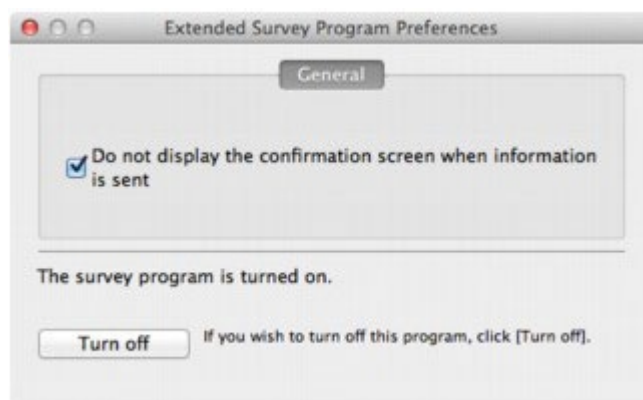 Extended Survey Program Preferences
General
Do not display the confirmation screen when information
is sent
The survey program is turned on.
Turn off
If you wish to turn off this program, click [Turn off].